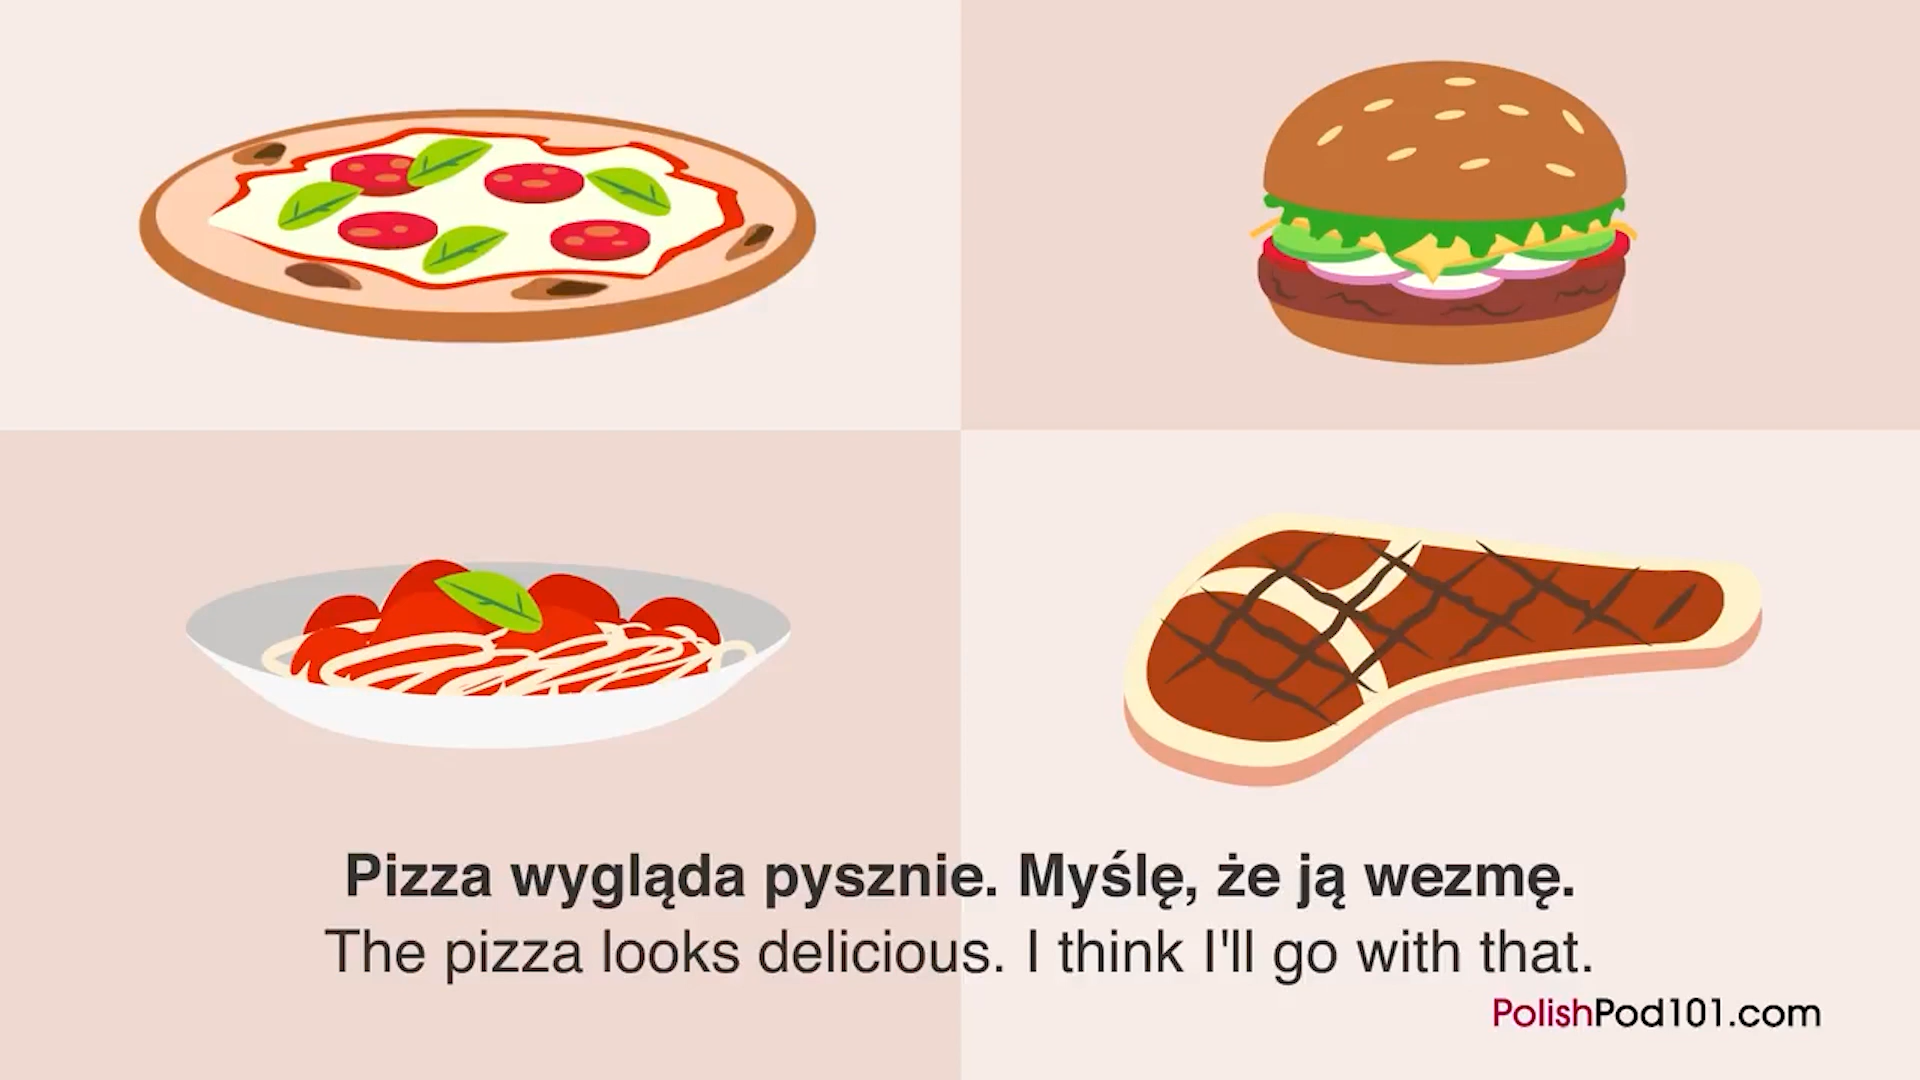 Pizza wygląda pysznie. Myślę, że ją wezmę.
The pizza looks delicious. I think I'll go with that.
PolishPod101.com